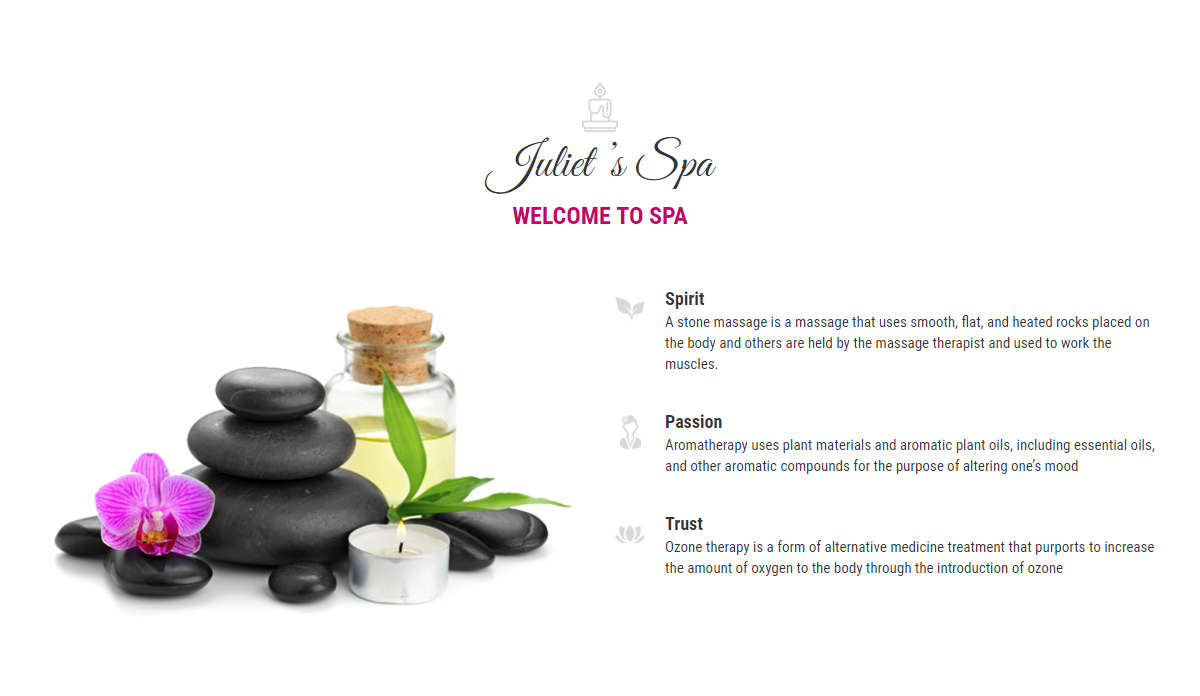 Juliet 's Spa
WELCOME TO SPA
Spirit
A stone massage is a massage that uses smooth, flat, and heated rocks placed on
the body and others are held by the massage therapist and used to work the
muscles.
Passion
Aromatherapy uses plant materials and aromatic plant oils, including essential oils,
and other aromatic compounds for the purpose of altering one’s mood
Trust
Ozone therapy is a form of alternative medicine treatment that purports to increase
the amount of oxygen to the body through the introduction of ozone